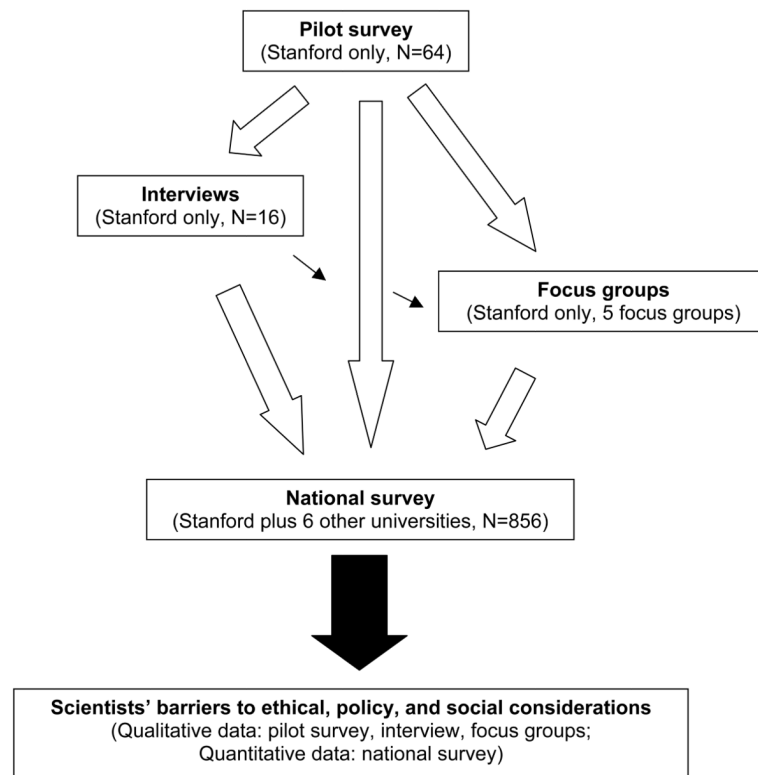 Pilot survey
(Stanford only, N=64)
Interviews
(Stanford only, N=16)
Focus groups
(Stanford only, 5 focus groups)
National survey
(Stanford plus 6 other universities, N=856)
Scientists’ barriers to ethical, policy, and social considerations
(Qualitative data: pilot survey, interview, focus groups;
Quantitative data: national survey)